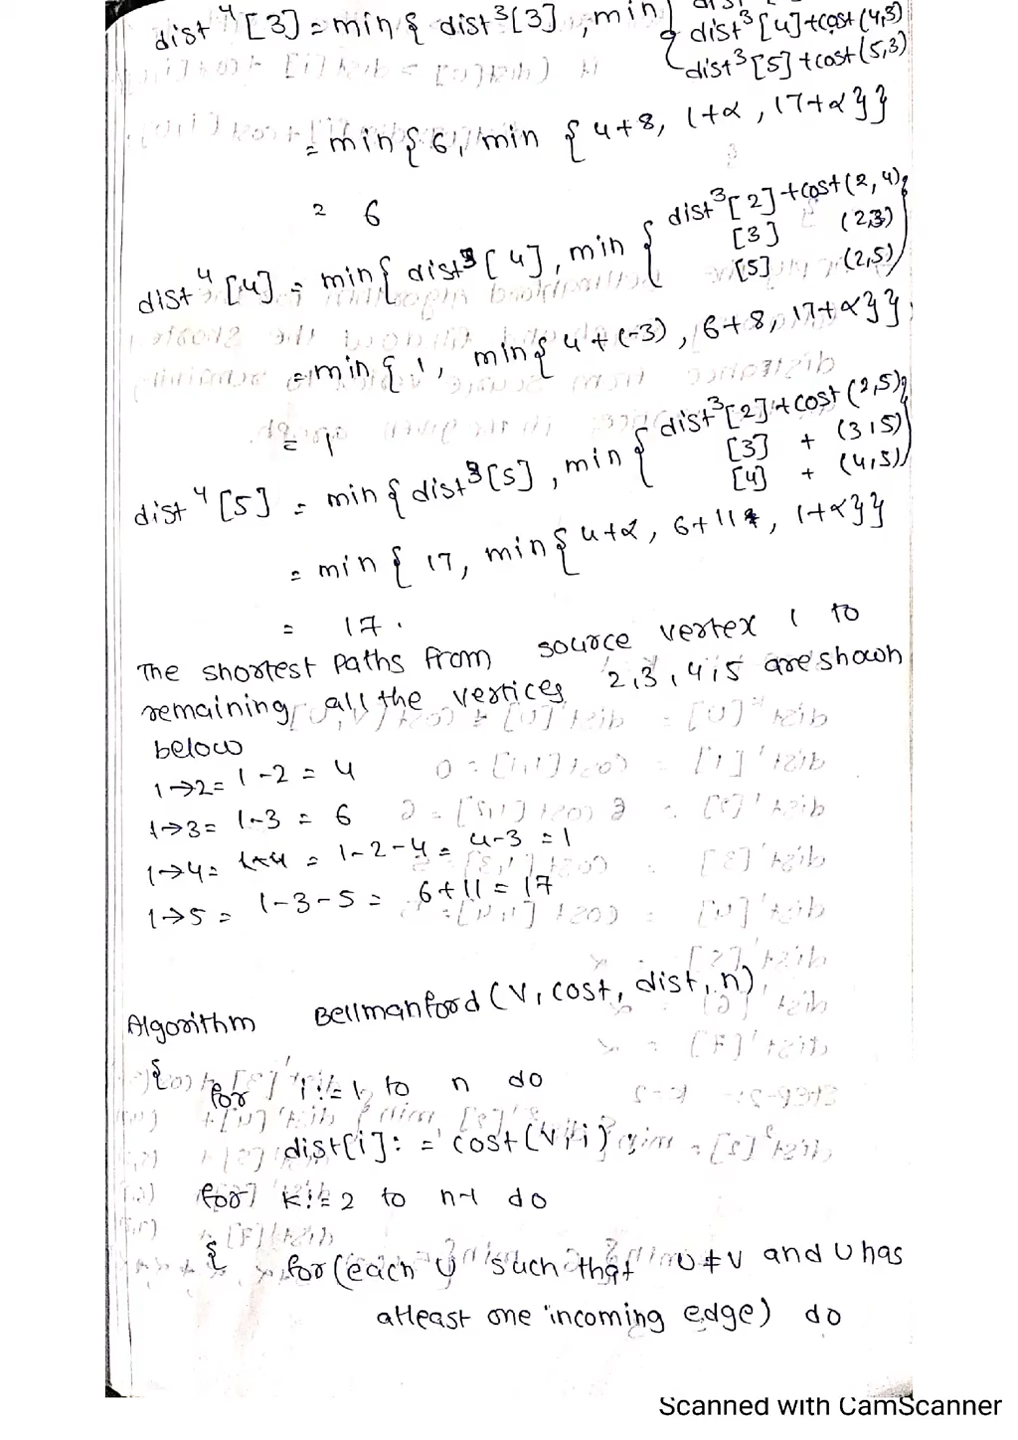 dist⁴[3] = min{ dist³[3], min{
dist³[4]+cost(4,3)
dist³[5]+cost(5,3)
= min{ 6, min {4+8, 1+α, 17+α}}
= 6
dist⁴[4] = min{ dist³[4], min { dist³[2]+cost(2,4)
[3] (2,3)
[5] (2,5)
= min{ 1, min{ 4+(-3), 6+8, 17+α}}
= 1
dist⁴[5] = min{ dist³[5], min { dist³[2]+cost(2,5)
[3] + (3,5)
[4] + (4,5)
= min { 17, min{ 4+α, 6+11, 1+α}}
= 17.
The shortest paths from source vertex 1 to
remaining all the vertices 2,3,4,5 are shown
below
1→2 = 1-2 = 4
1→3 = 1-3 = 6
1→4 = 1-2-4 = 4-3 = 1
1→5 = 1-3-5 = 6+11 = 17
Algorithm Bellmanford (V, cost, dist, n)
{
for i:=1 to n do
dist[i]: = cost(v,i)
for k:=2 to n-1 do
{
for(each U such that U≠V and U has
atleast one incoming edge) do
Scanned with CamScanner